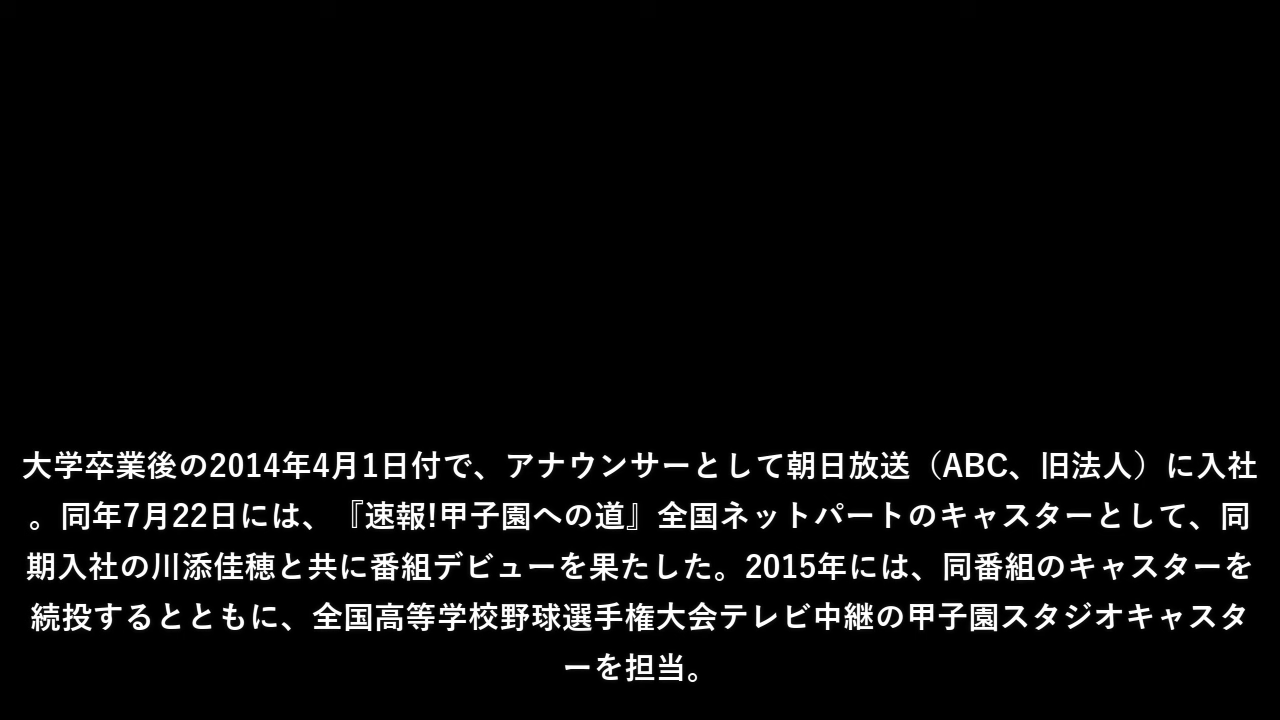 大学卒業後の2014年4月1日付で、アナウンサーとして朝日放送（ABC、旧法人）に入社
。同年7月22日には、『速報!甲子園への道』全国ネットパートのキャスターとして、同
期入社の川添佳穂と共に番組デビューを果たした。2015年には、同番組のキャスターを
続投するとともに、全国高等学校野球選手権大会テレビ中継の甲子園スタジオキャスタ
ーを担当。